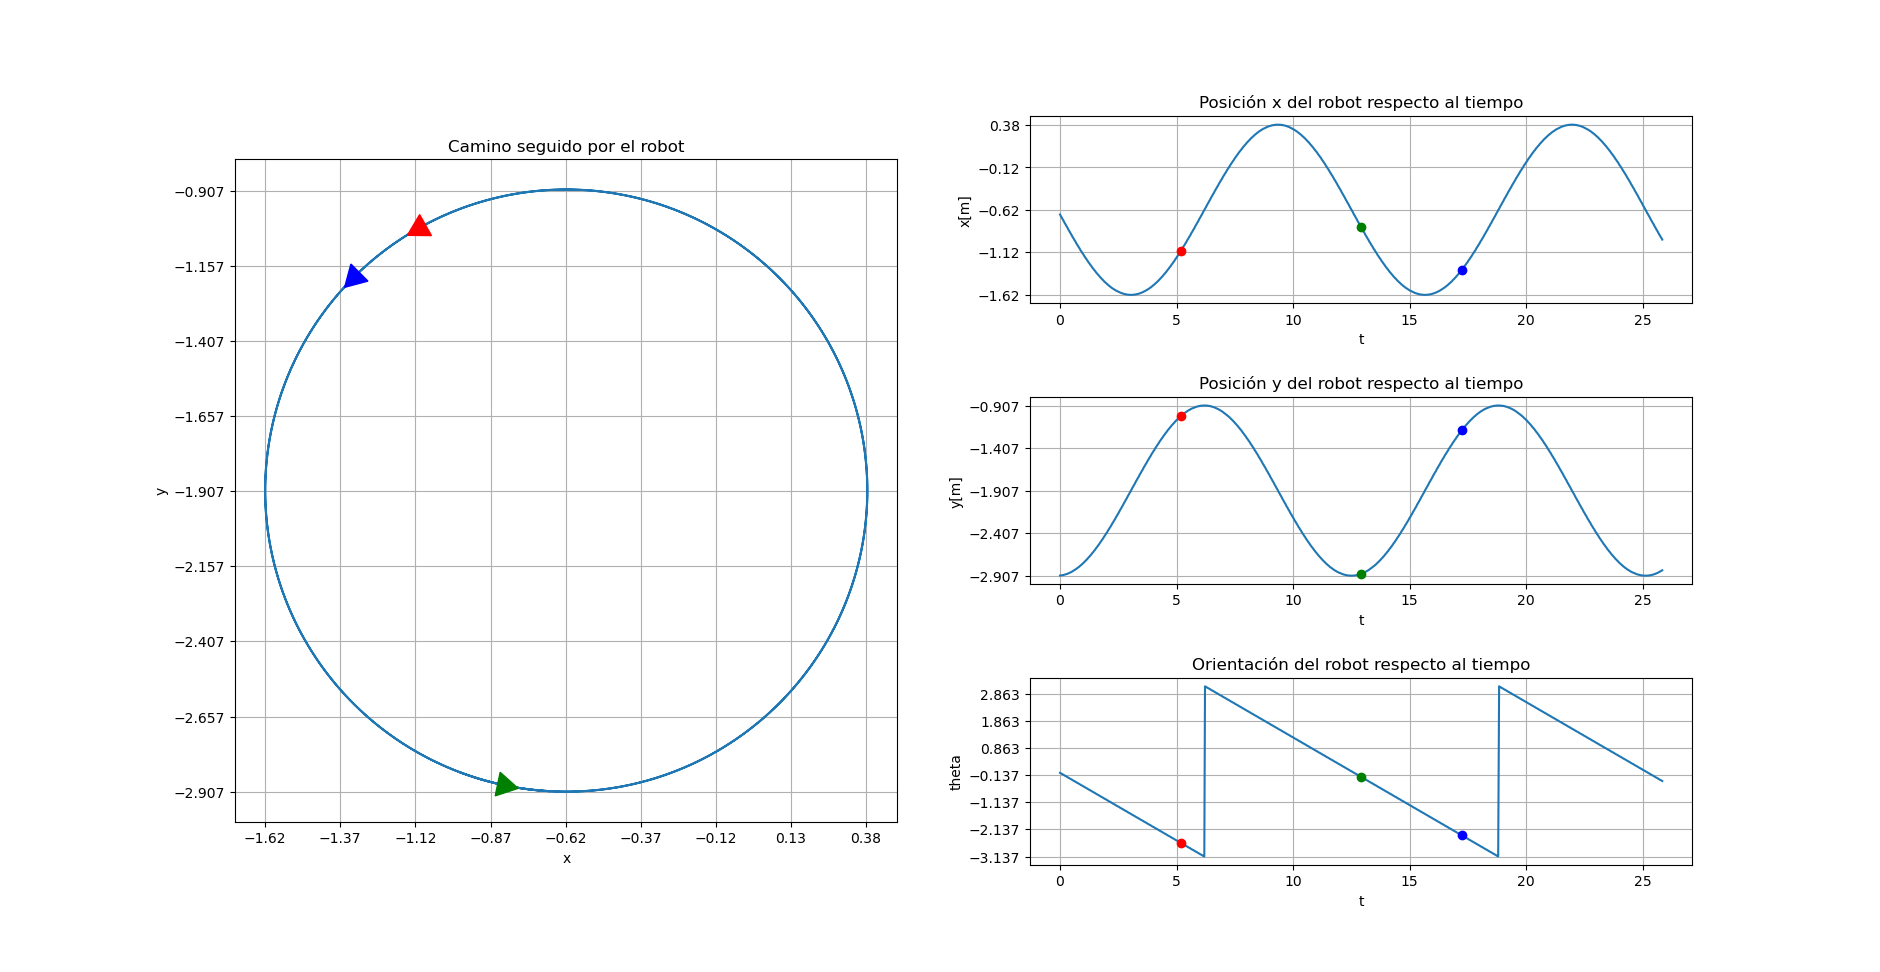 Camino seguido por el robot
−0.907
−1.157
−1.407
−1.657
−1.907
−2.157
−2.407
−2.657
−2.907
y
−1.62 −1.37 −1.12 −0.87 −0.62 −0.37 −0.12 0.13 0.38
x
Posición x del robot respecto al tiempo
0.38
−0.12
−0.62
−1.12
−1.62
x[m]
0 5 10 15 20 25
t
Posición y del robot respecto al tiempo
−0.907
−1.407
−1.907
−2.407
−2.907
y[m]
0 5 10 15 20 25
t
Orientación del robot respecto al tiempo
2.863
1.863
0.863
−0.137
−1.137
−2.137
−3.137
theta
0 5 10 15 20 25
t